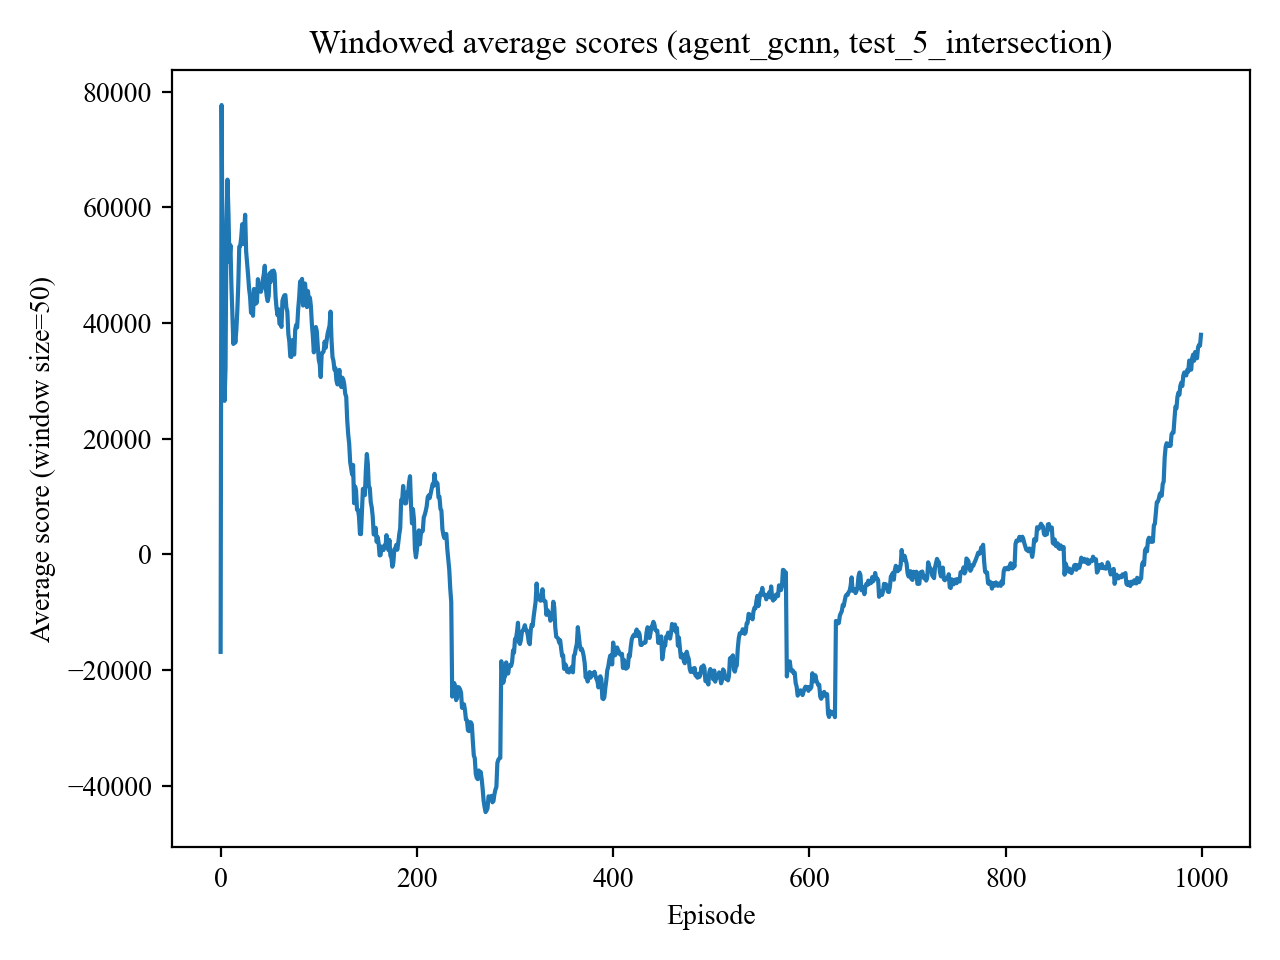 Windowed average scores (agent_gcnn, test_5_intersection)
80000
60000
40000
20000
0
−20000
−40000
Average score (window size=50)
0 200 400 600 800 1000
Episode